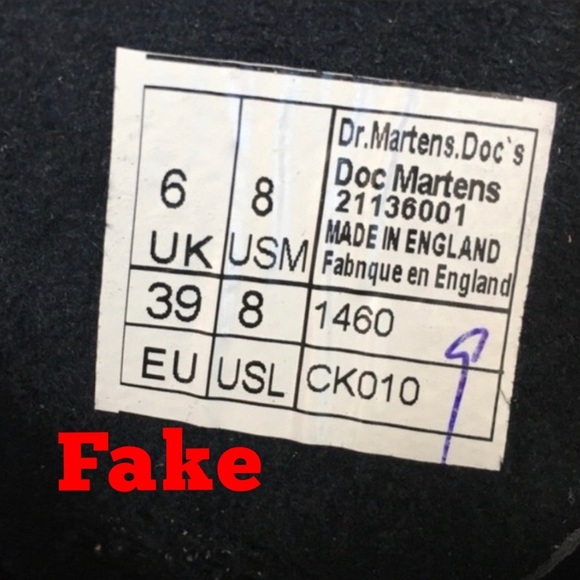 6 8
UK USM
Dr.Martens.Doc`s
Doc Martens
21136001
MADE IN ENGLAND
Fabnque en England
39 8 1460
EU USL CK010
Fake